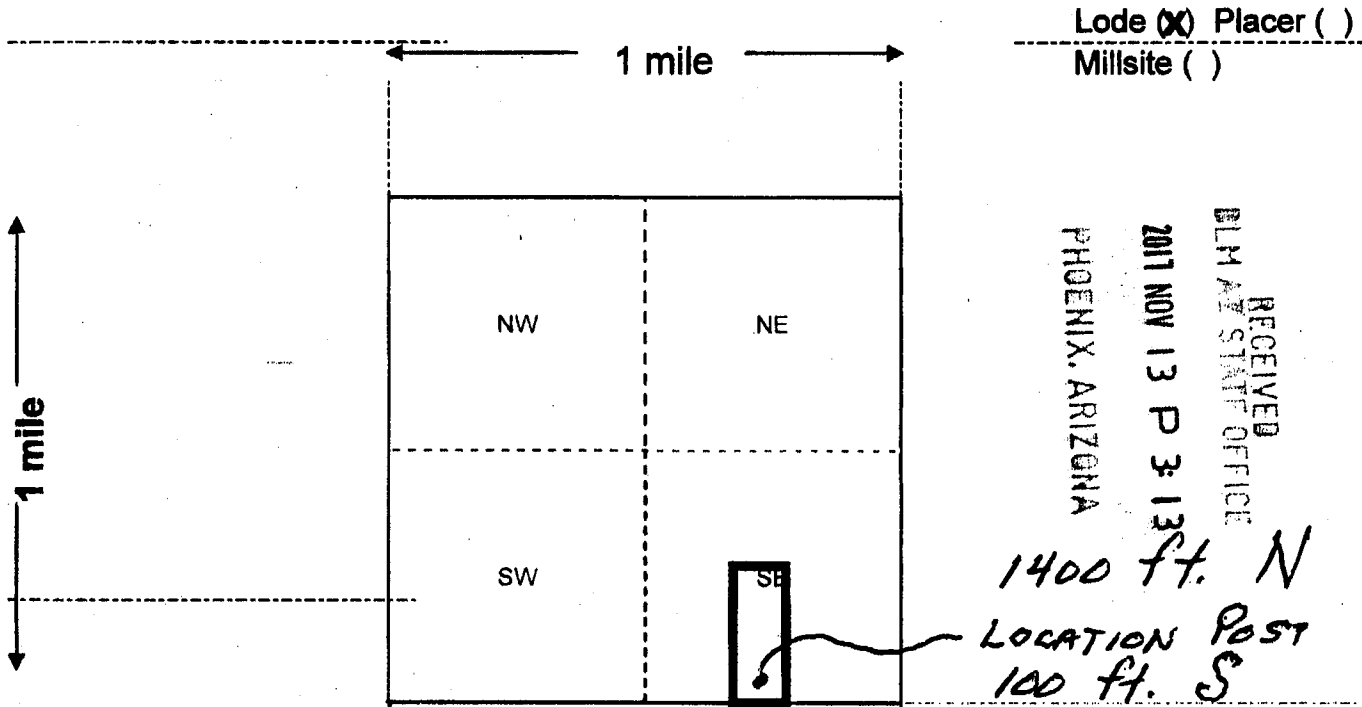 Lode (X) Placer ( )
Millsite ( )
1 mile
1 mile
NW
NE
SW
SE
RECEIVED
BLM AZ STATE OFFICE
2017 NOV 13 P 3:13
PHOENIX, ARIZONA
1400 ft. N
LOCATION POST
100 ft. S